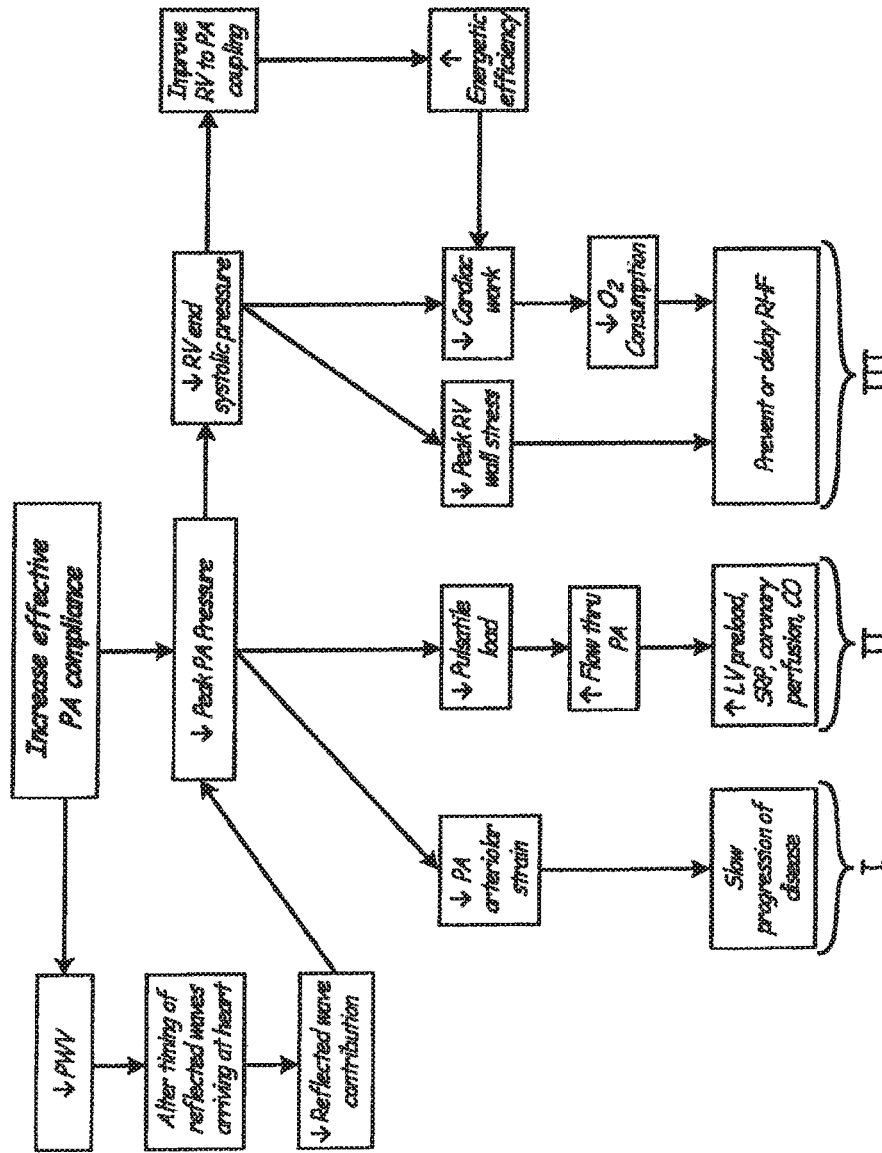 Increase effective
PA compliance
↓ PWV
Alter timing of
reflected waves
arriving at heart
↓ Reflected wave
contribution
↓ Peak PA Pressure
↓ RV end
systolic pressure
Improve
RV to PA
coupling
↑
Energetic
efficiency
↓ PA
arteriolar
strain
↓ Pulsatile
load
↑ Flow thru
PA
↓ Peak RV
wall stress
↓ Cardiac
work
↓ O₂
Consumption
Slow
progression of
disease
↑ LV preload,
SRP, coronary
perfusion, CO
Prevent or delay RHF
I
II
III